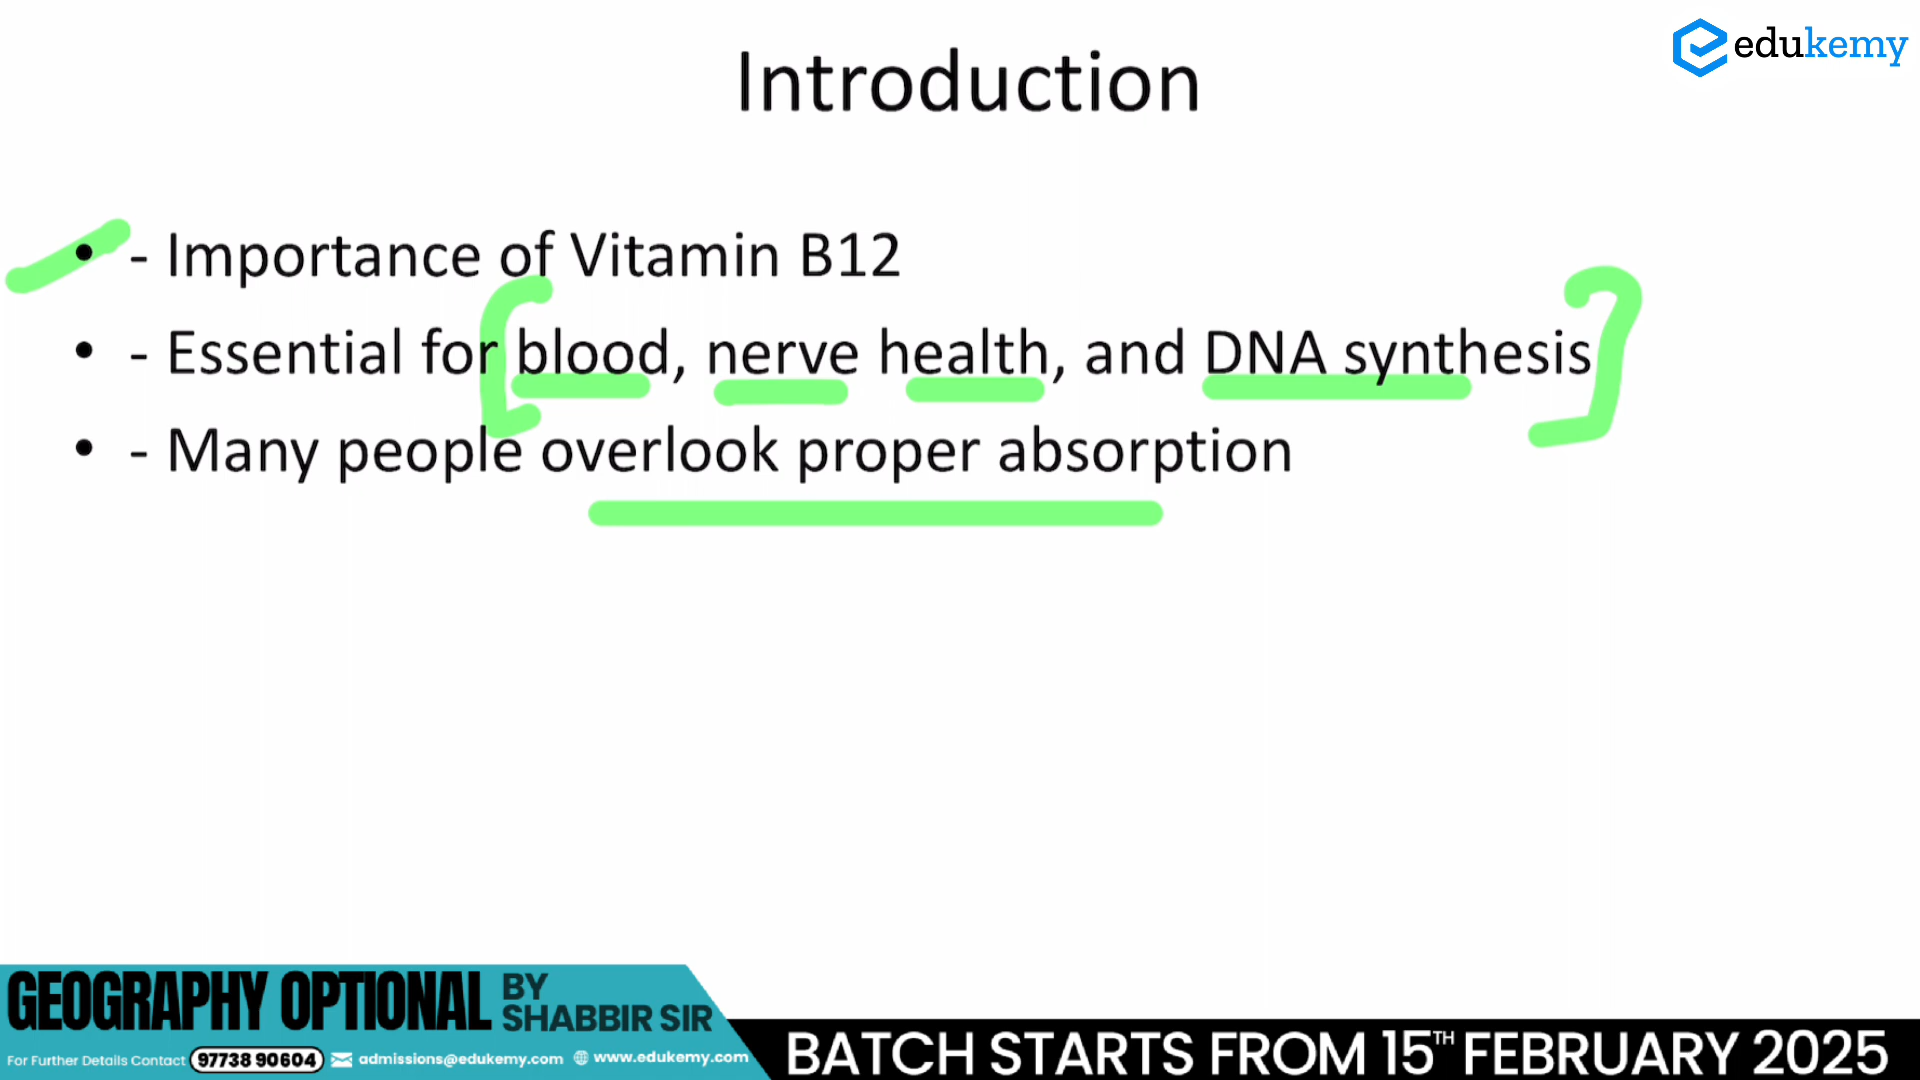 edukemy
Introduction
• - Importance of Vitamin B12
• - Essential for blood, nerve health, and DNA synthesis
• - Many people overlook proper absorption
GEOGRAPHY OPTIONAL BY SHABBIR SIR
For Further Details Contact 97738 90604 admissions@edukemy.com www.edukemy.com
BATCH STARTS FROM 15TH FEBRUARY 2025